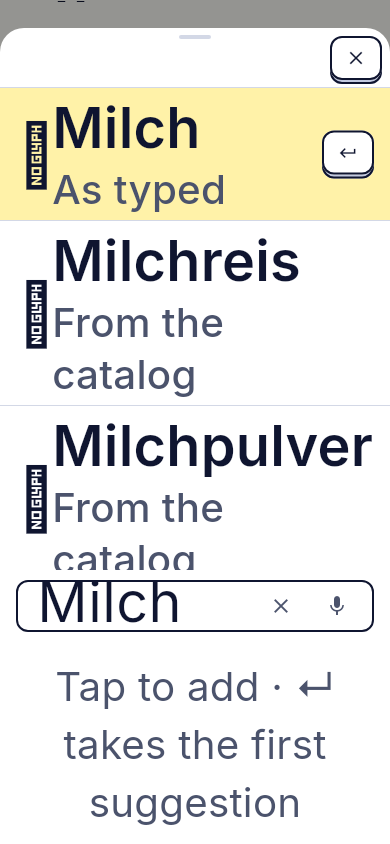 Milch
NO GLYPH
As typed
Milchreis
NO GLYPH
From the
catalog
Milchpulver
NO GLYPH
From the
catalog
Milch
Tap to add · ↵
takes the first
suggestion